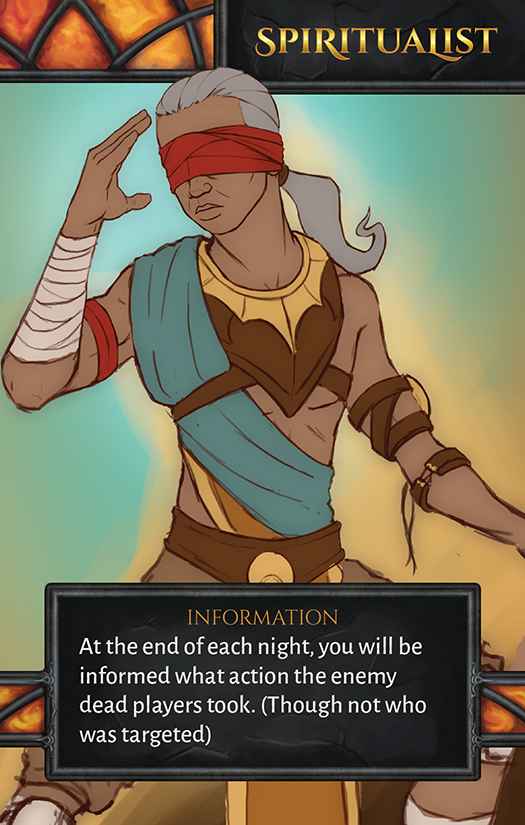 SPIRITUALIST
INFORMATION
At the end of each night, you will be
informed what action the enemy
dead players took. (Though not who
was targeted)